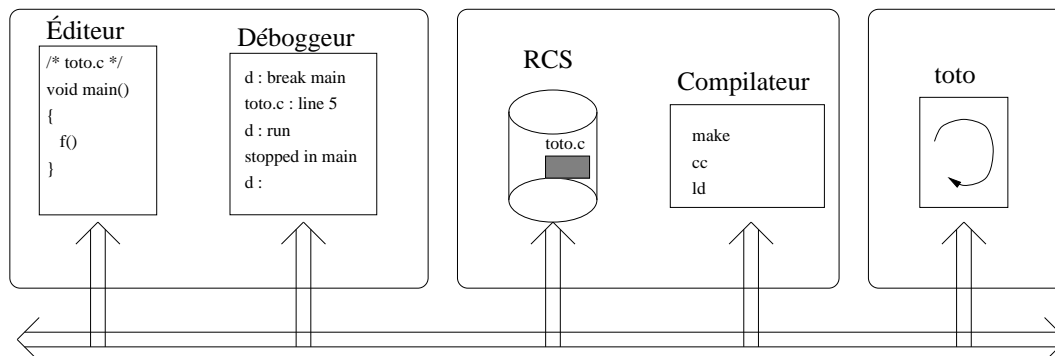 Éditeur
/* toto.c */
void main()
{
f()
}
Déboggeur
d : break main
toto.c : line 5
d : run
stopped in main
d :
RCS
toto.c
Compilateur
make
cc
ld
toto